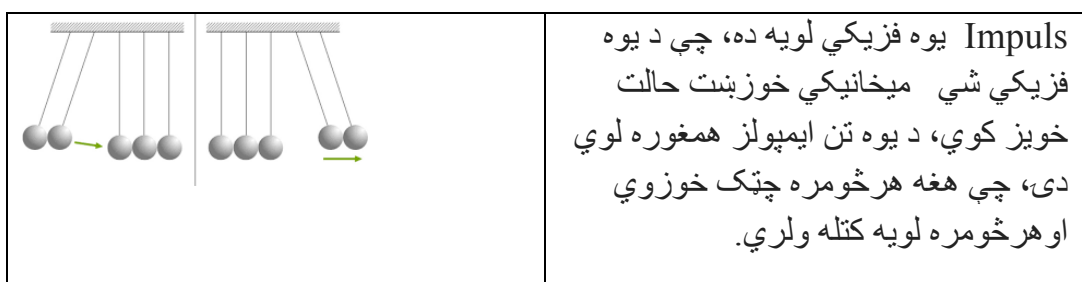 Impuls یوه فزیکي لویه ده، چې د یوه
فزیکي شي میخانیکي خوزښت حالت
خویز کوي، د یوه تن ایمپولز همغوره لوي
دی، چې هغه هرڅومره چټک خوزوي
اوهرڅومره لویه کتله ولري.